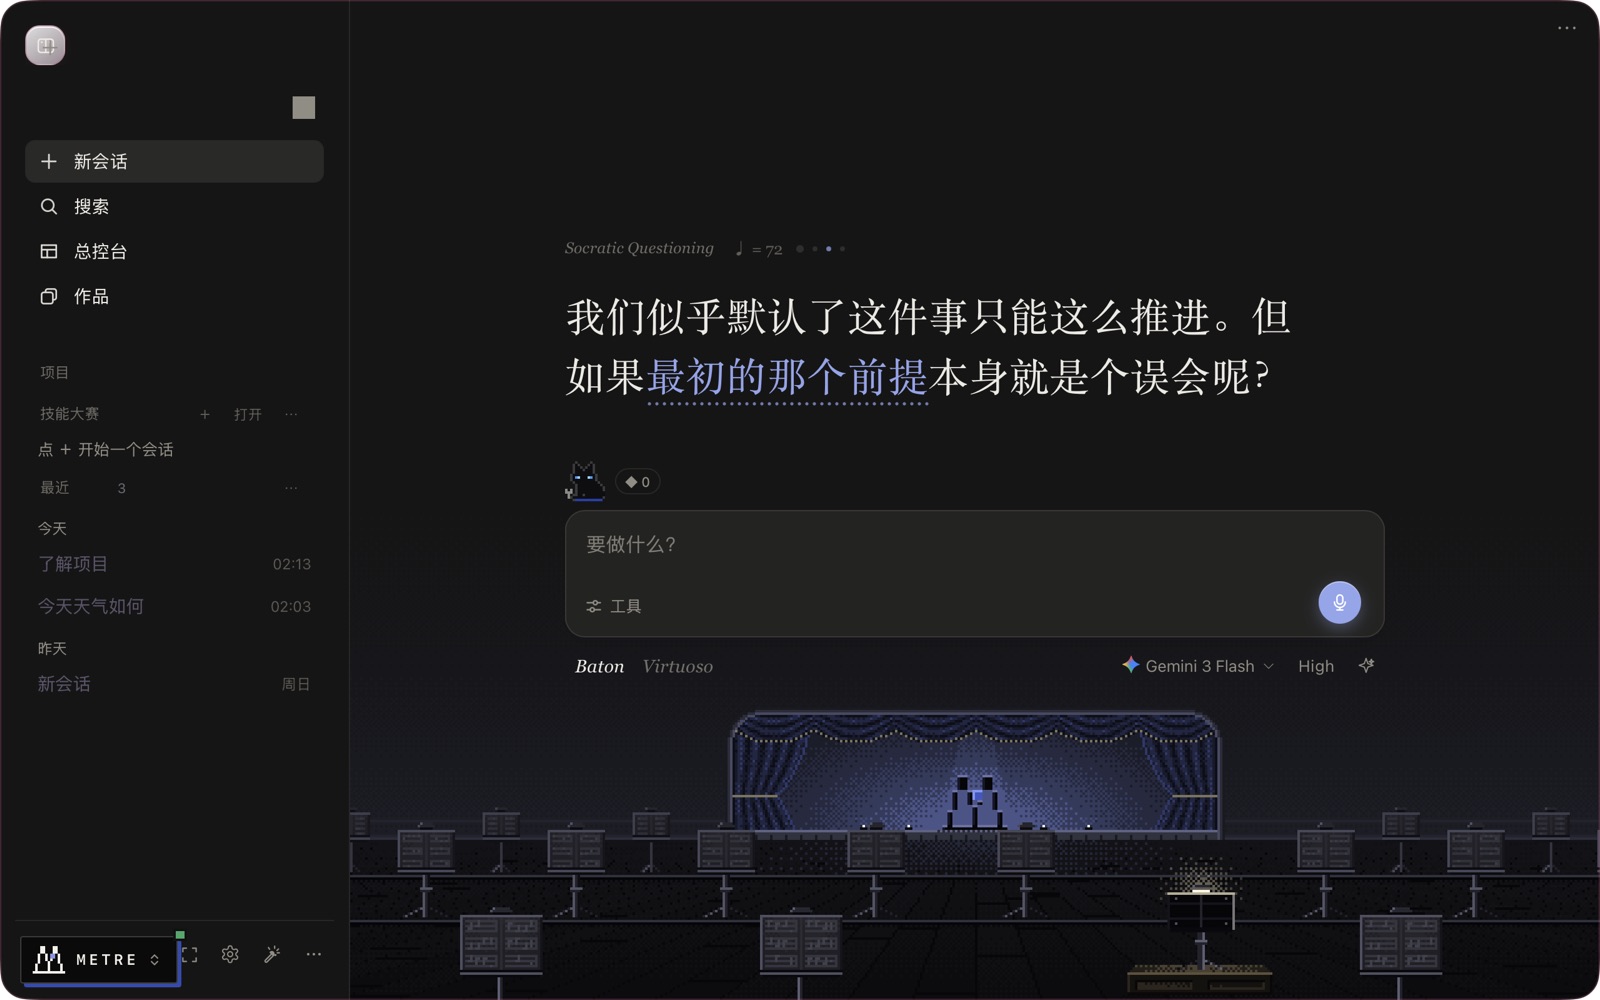 新会话
搜索
总控台
作品
项目
技能大赛 + 打开 ...
点 + 开始一个会话
最近 3 ...
今天
了解项目 02:13
今天天气如何 02:03
昨天
新会话 周日
METRE
Socratic Questioning ♩ = 72
我们似乎默认了这件事只能这么推进。但
如果最初的那个前提本身就是个误会呢?
◆ 0
要做什么?
工具
Baton Virtuoso
Gemini 3 Flash High